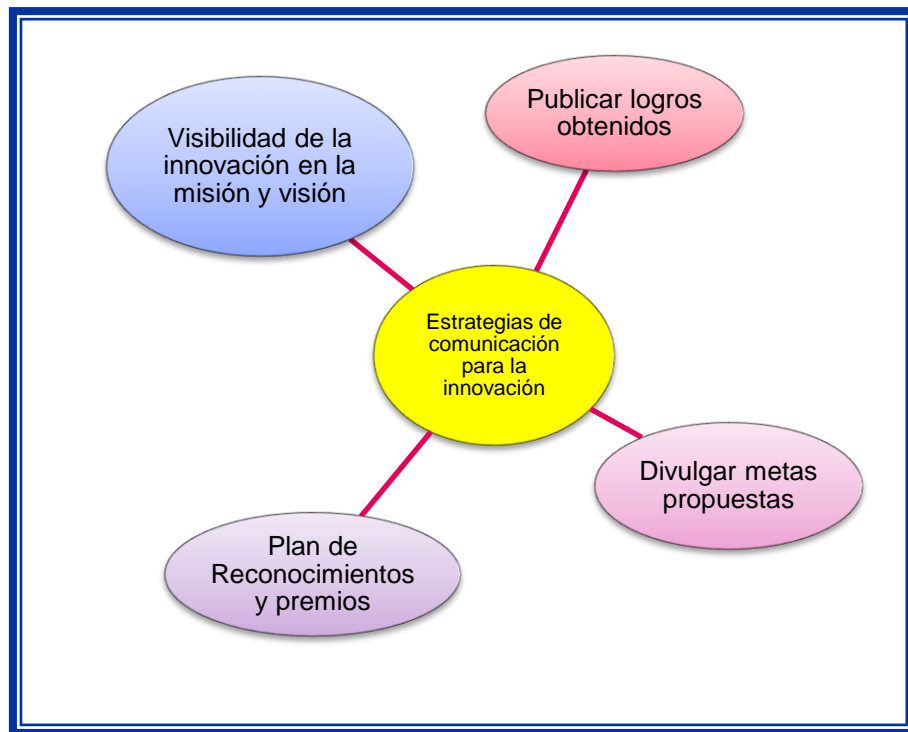 Visibilidad de la
innovación en la
misión y visión
Publicar logros
obtenidos
Estrategias de
comunicación
para la
innovación
Divulgar metas
propuestas
Plan de
Reconocimientos
y premios